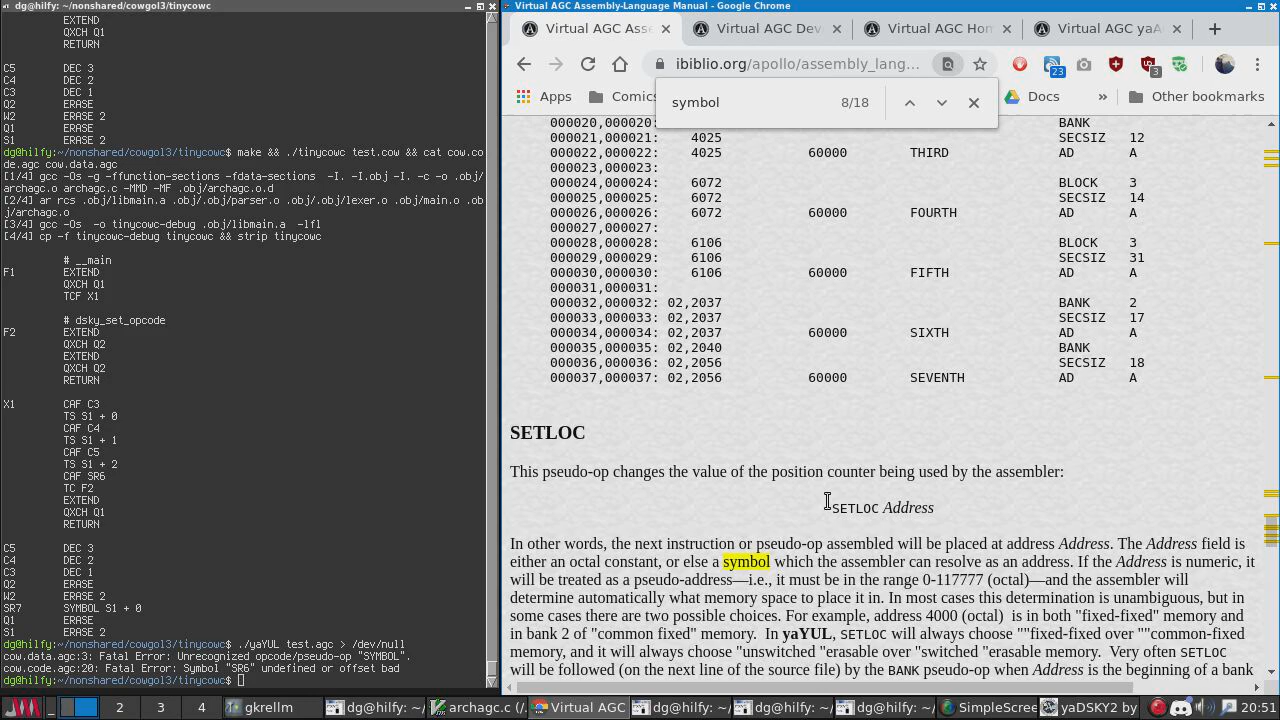 dg@hilfy: ~/nonshared/cowgol3/tinycowc
EXTEND
QXCH Q1
RETURN
C5 DEC 3
C4 DEC 2
C3 DEC 1
Q2 ERASE
W2 ERASE 2
Q1 ERASE
S1 ERASE 2
dg@hilfy:~/nonshared/cowgol3/tinycowc$ make && ./tinycowc test.cow && cat cow.co
de.agc cow.data.agc
[1/4] gcc -Os -g -ffunction-sections -fdata-sections -I. -I.obj -I. -c -o .obj/
archagc.o archagc.c -MMD -MF .obj/archagc.o.d
[2/4] ar rcs .obj/libmain.a .obj/.obj/parser.o .obj/.obj/lexer.o .obj/main.o .ob
j/archagc.o
[3/4] gcc -Os -o tinycowc-debug .obj/libmain.a -lfl
[4/4] cp -f tinycowc-debug tinycowc && strip tinycowc
# __main
F1 EXTEND
QXCH Q1
TCF X1
# dsky_set_opcode
F2 EXTEND
QXCH Q2
EXTEND
QXCH Q2
RETURN
X1 CAF C3
TS S1 + 0
CAF C4
TS S1 + 1
CAF C5
TS S1 + 2
CAF SR6
TC F2
EXTEND
QXCH Q1
RETURN
C5 DEC 3
C4 DEC 2
C3 DEC 1
Q2 ERASE
W2 ERASE 2
SR7 SYMBOL S1 + 0
Q1 ERASE
S1 ERASE 2
dg@hilfy:~/nonshared/cowgol3/tinycowc$ ./yaYUL test.agc > /dev/null
cow.data.agc:3: Fatal Error: Unrecognized opcode/pseudo-op "SYMBOL".
cow.code.agc:20: Fatal Error: Symbol "SR6" undefined or offset bad
dg@hilfy:~/nonshared/cowgol3/tinycowc$
Virtual AGC Assembly-Language Manual - Google Chrome
Virtual AGC Asse Virtual AGC Dev Virtual AGC Hon Virtual AGC yaA
ibiblio.org/apollo/assembly_lang... 23 3
Apps Comics Docs Other bookmarks
symbol 8/18
000020,000020: BANK
000021,000021: 4025 SECSIZ 12
000022,000022: 4025 60000 THIRD AD A
000023,000023:
000024,000024: 6072 BLOCK 3
000025,000025: 6072 SECSIZ 14
000026,000026: 6072 60000 FOURTH AD A
000027,000027:
000028,000028: 6106 BLOCK 3
000029,000029: 6106 SECSIZ 31
000030,000030: 6106 60000 FIFTH AD A
000031,000031:
000032,000032: 02,2037 BANK 2
000033,000033: 02,2037 SECSIZ 17
000034,000034: 02,2037 60000 SIXTH AD A
000035,000035: 02,2040 BANK
000036,000036: 02,2056 SECSIZ 18
000037,000037: 02,2056 60000 SEVENTH AD A
SETLOC
This pseudo-op changes the value of the position counter being used by the assembler:
SETLOC Address
In other words, the next instruction or pseudo-op assembled will be placed at address Address. The Address field is
either an octal constant, or else a symbol which the assembler can resolve as an address. If the Address is numeric, it
will be treated as a pseudo-address—i.e., it must be in the range 0-117777 (octal)—and the assembler will
determine automatically what memory space to place it in. In most cases this determination is unambiguous, but in
some cases there are two possible choices. For example, address 4000 (octal) is in both "fixed-fixed" memory and
in bank 2 of "common fixed" memory. In yaYUL, SETLOC will always choose ""fixed-fixed over ""common-fixed
memory, and it will always choose "unswitched "erasable over "switched "erasable memory. Very often SETLOC
will be followed (on the next line of the source file) by the BANK pseudo-op when Address is the beginning of a bank
1 2 3 4 gkrellm dg@hilfy: ~/ archagc.c (/ Virtual AGC dg@hilfy: ~/ dg@hilfy: ~/ dg@hilfy: ~/ SimpleScree yaDSKY2 by 20:51